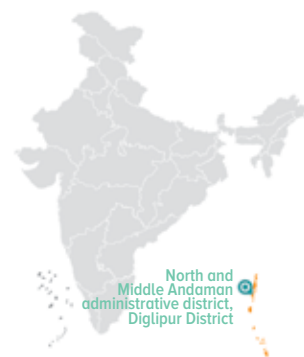 North and
Middle Andaman
administrative district,
Diglipur District